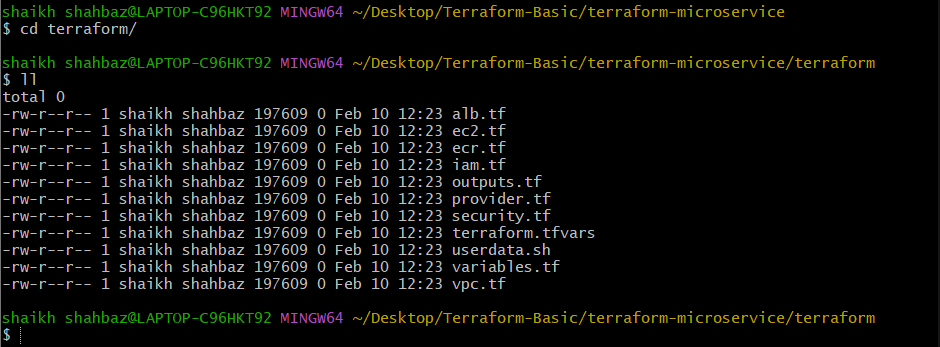 shaikh shahbaz@LAPTOP-C96HKT92 MINGW64 ~/Desktop/Terraform-Basic/terraform-microservice
$ cd terraform/
shaikh shahbaz@LAPTOP-C96HKT92 MINGW64 ~/Desktop/Terraform-Basic/terraform-microservice/terraform
$ ll
total 0
-rw-r--r-- 1 shaikh shahbaz 197609 0 Feb 10 12:23 alb.tf
-rw-r--r-- 1 shaikh shahbaz 197609 0 Feb 10 12:23 ec2.tf
-rw-r--r-- 1 shaikh shahbaz 197609 0 Feb 10 12:23 ecr.tf
-rw-r--r-- 1 shaikh shahbaz 197609 0 Feb 10 12:23 iam.tf
-rw-r--r-- 1 shaikh shahbaz 197609 0 Feb 10 12:23 outputs.tf
-rw-r--r-- 1 shaikh shahbaz 197609 0 Feb 10 12:23 provider.tf
-rw-r--r-- 1 shaikh shahbaz 197609 0 Feb 10 12:23 security.tf
-rw-r--r-- 1 shaikh shahbaz 197609 0 Feb 10 12:23 terraform.tfvars
-rw-r--r-- 1 shaikh shahbaz 197609 0 Feb 10 12:23 userdata.sh
-rw-r--r-- 1 shaikh shahbaz 197609 0 Feb 10 12:23 variables.tf
-rw-r--r-- 1 shaikh shahbaz 197609 0 Feb 10 12:23 vpc.tf
shaikh shahbaz@LAPTOP-C96HKT92 MINGW64 ~/Desktop/Terraform-Basic/terraform-microservice/terraform
$